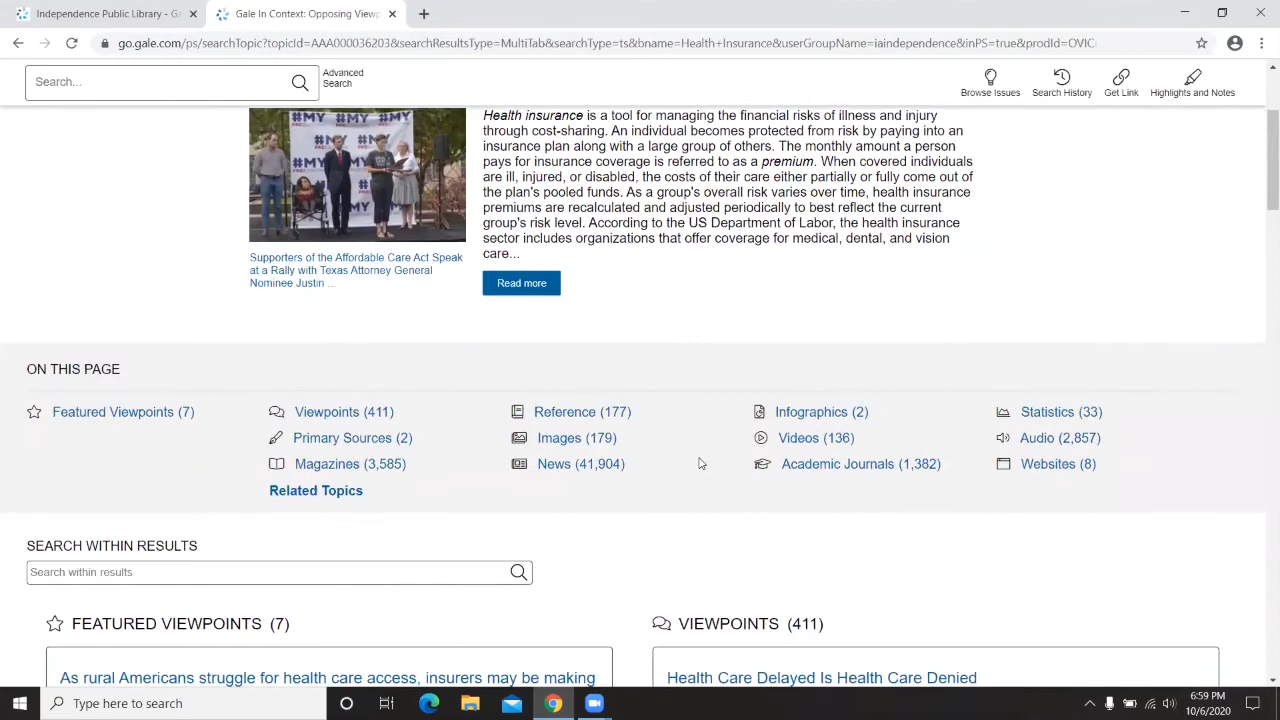 Independence Public Library - Ga
Gale In Context: Opposing Viewp
go.gale.com/ps/searchTopic?topicId=AAA000036203&searchResultsType=MultiTab&searchType=ts&bname=Health+Insurance&userGroupName=iaindependence&inPS=true&prodId=OVIC
Search...
Advanced
Search
Browse Issues
Search History
Get Link
Highlights and Notes
#MY
Health insurance is a tool for managing the financial risks of illness and injury
through cost-sharing. An individual becomes protected from risk by paying into an
insurance plan along with a large group of others. The monthly amount a person
pays for insurance coverage is referred to as a premium. When covered individuals
are ill, injured, or disabled, the costs of their care either partially or fully come out of
the plan's pooled funds. As a group's overall risk varies over time, health insurance
premiums are recalculated and adjusted periodically to best reflect the current
group's risk level. According to the US Department of Labor, the health insurance
sector includes organizations that offer coverage for medical, dental, and vision
care...
Supporters of the Affordable Care Act Speak
at a Rally with Texas Attorney General
Nominee Justin ...
Read more
ON THIS PAGE
Featured Viewpoints (7)
Viewpoints (411)
Reference (177)
Infographics (2)
Statistics (33)
Primary Sources (2)
Images (179)
Videos (136)
Audio (2,857)
Magazines (3,585)
News (41,904)
Academic Journals (1,382)
Websites (8)
Related Topics
SEARCH WITHIN RESULTS
Search within results
FEATURED VIEWPOINTS (7)
VIEWPOINTS (411)
As rural Americans struggle for health care access, insurers may be making
Health Care Delayed Is Health Care Denied
Type here to search
6:59 PM
10/6/2020